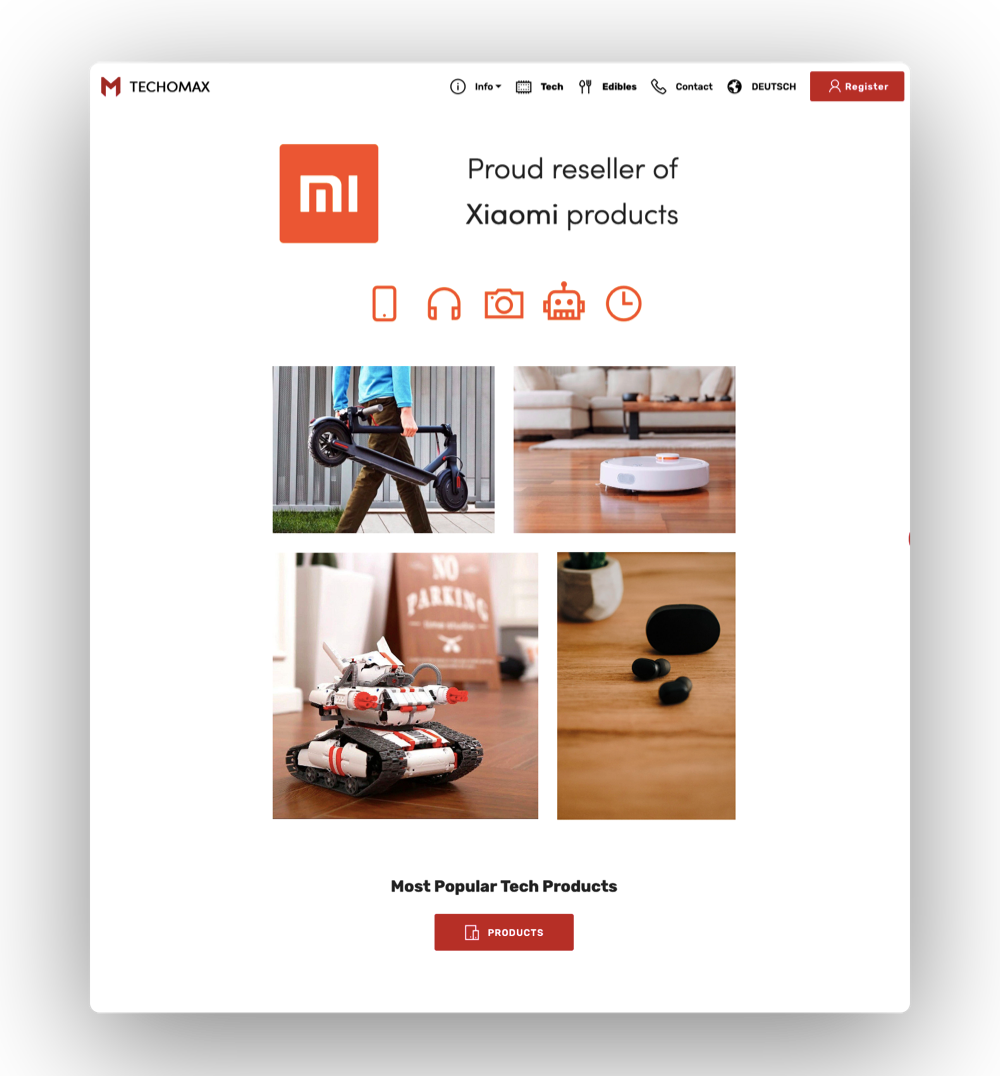 TECHOMAX
Info
Tech
Edibles
Contact
DEUTSCH
Register
mi
Proud reseller of
Xiaomi products
NO
PARKING
Most Popular Tech Products
PRODUCTS